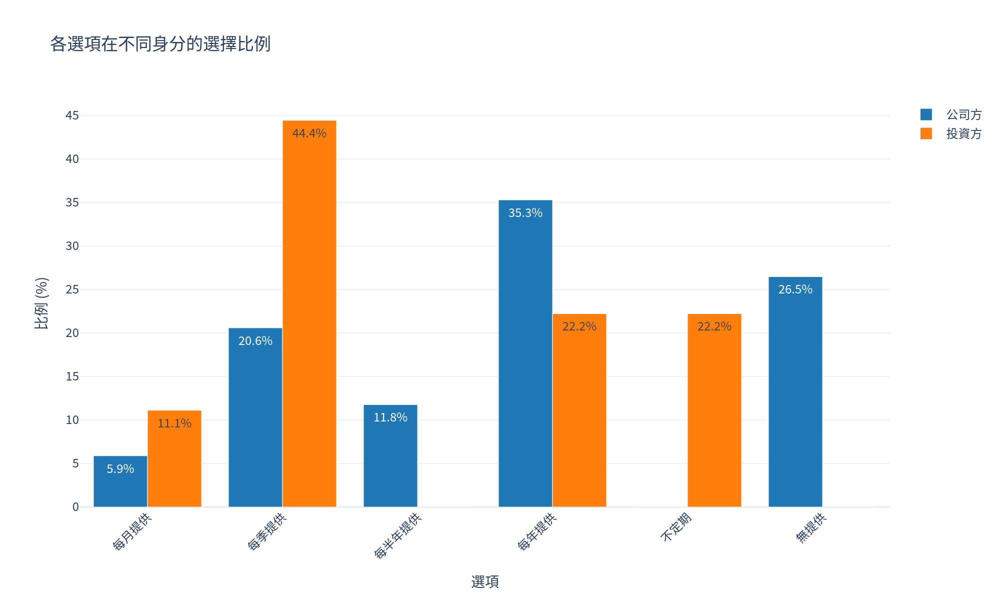 各選項在不同身分的選擇比例
公司方
投資方
比例 (%)
45
40
35
30
25
20
15
10
5
0
5.9%
11.1%
20.6%
44.4%
11.8%
35.3%
22.2%
22.2%
26.5%
每月提供
每季提供
每半年提供
每年提供
不定期
無提供
選項